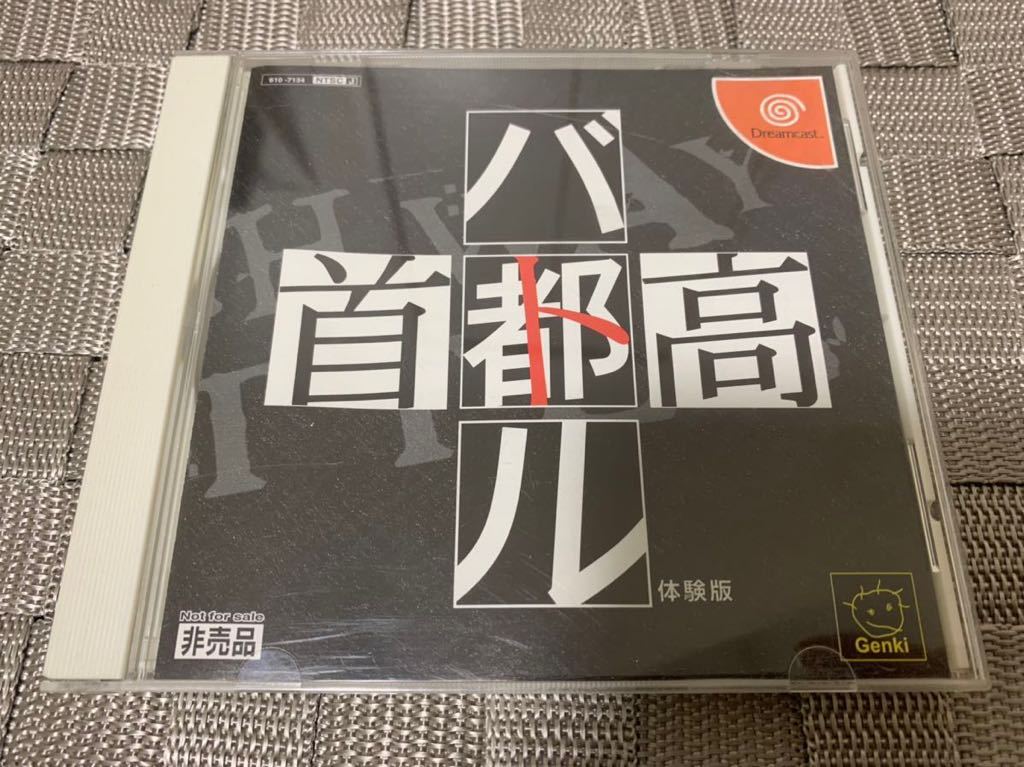 610-7134 NTSC J
Dreamcast™
バ
首都高
ト
ル
体験版
Not for sale
非売品
Genki